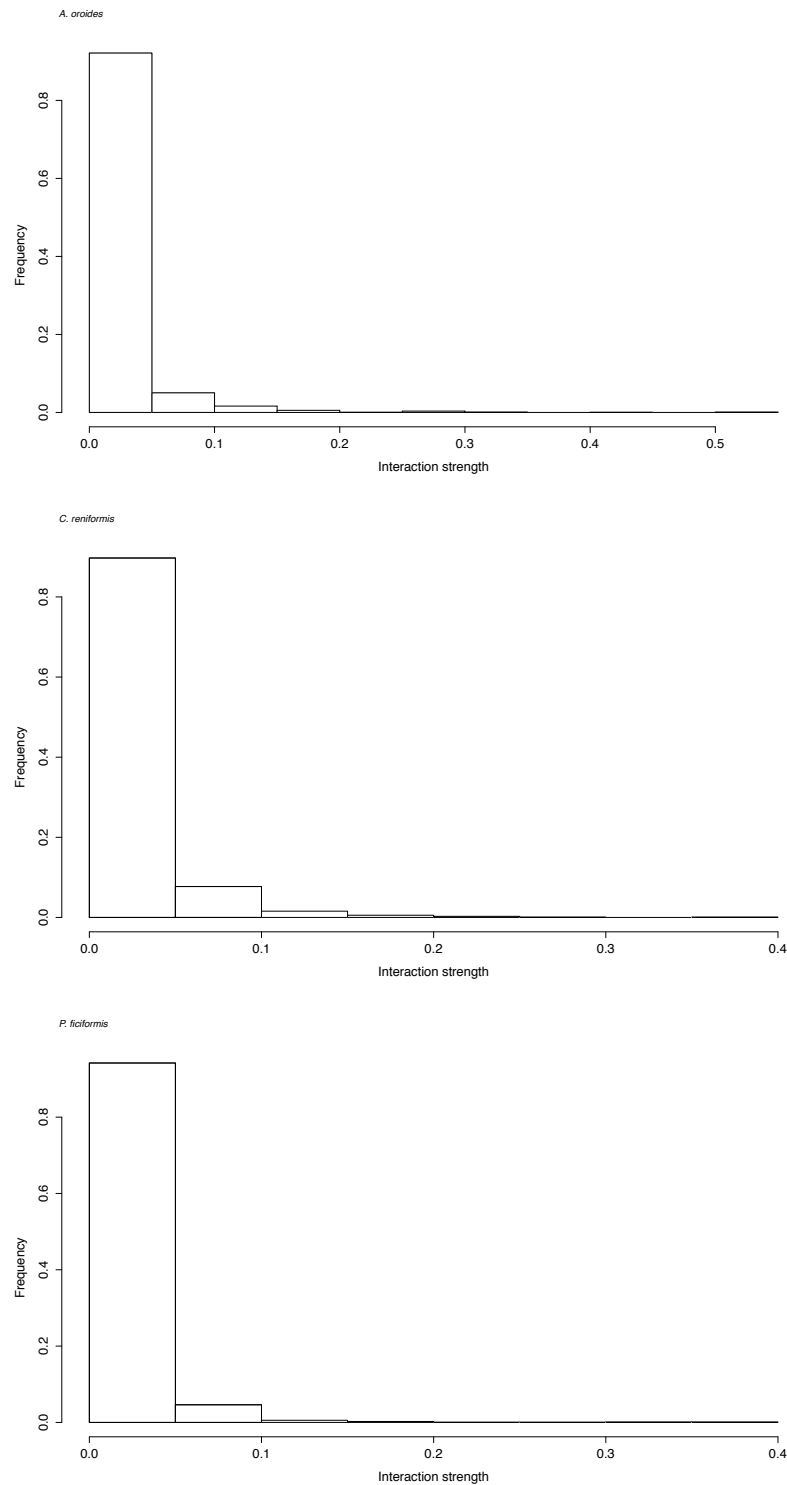 A. oroides
0.8
0.6
Frequency
0.4
0.2
0.0
0.0 0.1 0.2 0.3 0.4 0.5
Interaction strength
C. reniformis
0.8
0.6
Frequency
0.4
0.2
0.0
0.0 0.1 0.2 0.3 0.4
Interaction strength
P. ficiformis
0.8
0.6
Frequency
0.4
0.2
0.0
0.0 0.1 0.2 0.3 0.4
Interaction strength